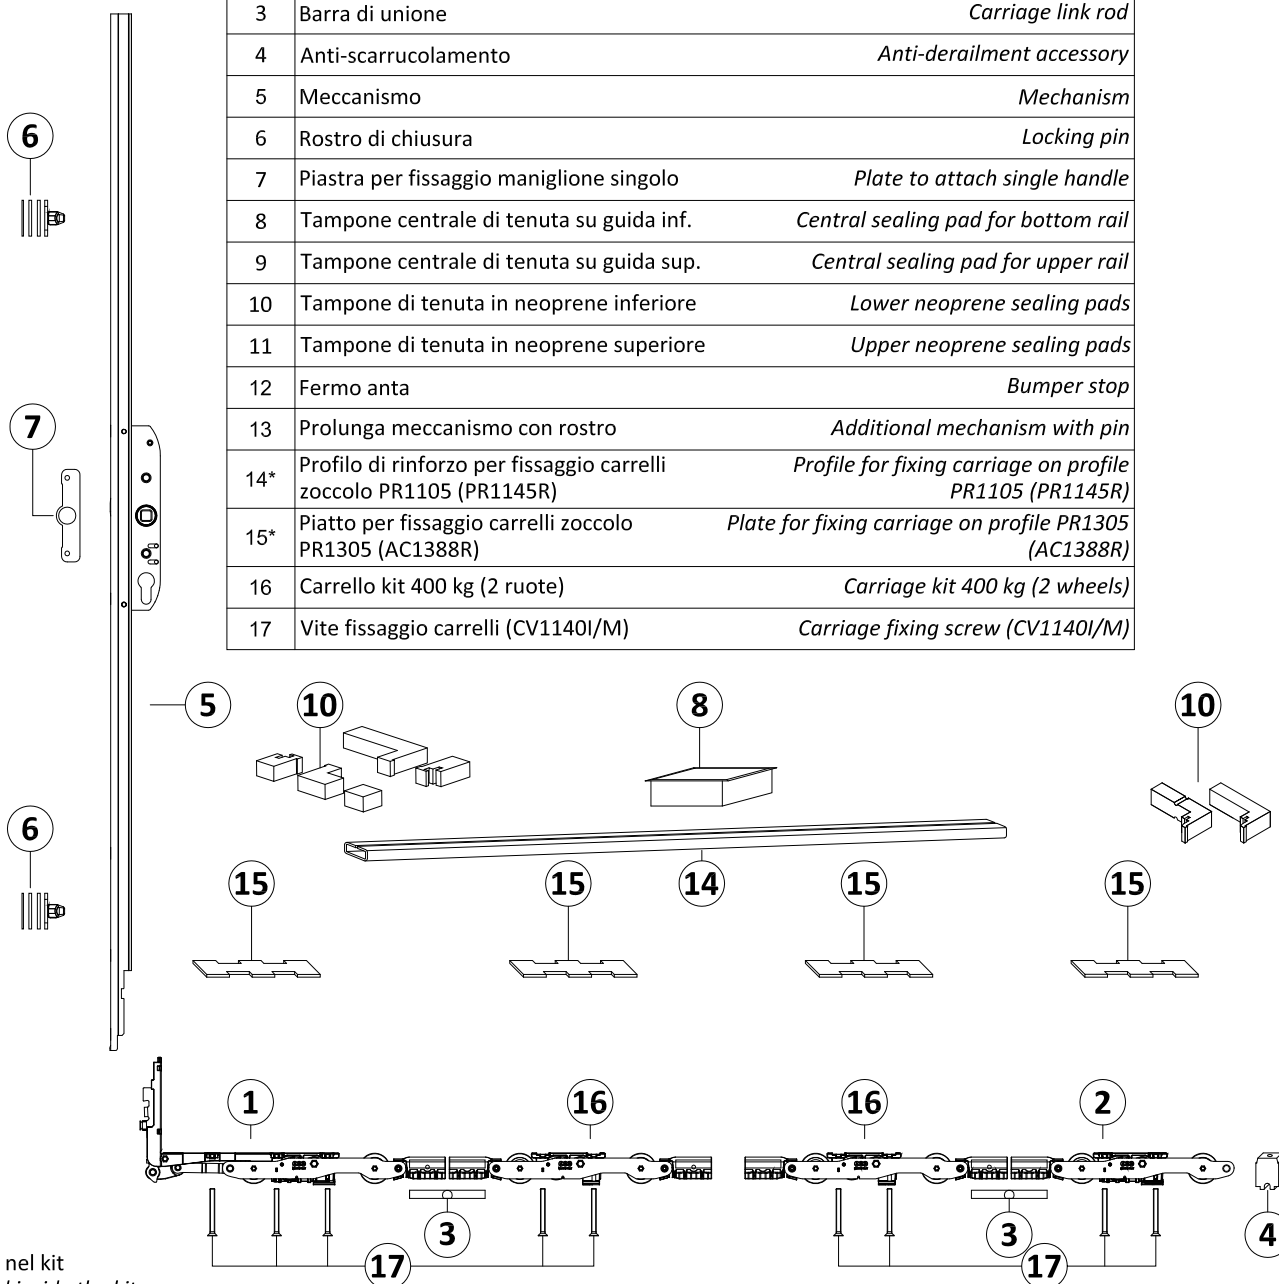 3 Barra di unione Carriage link rod
4 Anti-scarrucolamento Anti-derailment accessory
5 Meccanismo Mechanism
6 Rostro di chiusura Locking pin
7 Piastra per fissaggio maniglione singolo Plate to attach single handle
8 Tampone centrale di tenuta su guida inf. Central sealing pad for bottom rail
9 Tampone centrale di tenuta su guida sup. Central sealing pad for upper rail
10 Tampone di tenuta in neoprene inferiore Lower neoprene sealing pads
11 Tampone di tenuta in neoprene superiore Upper neoprene sealing pads
12 Fermo anta Bumper stop
13 Prolunga meccanismo con rostro Additional mechanism with pin
14* Profilo di rinforzo per fissaggio carrelli Profile for fixing carriage on profile
zoccolo PR1105 (PR1145R) PR1105 (PR1145R)
15* Piatto per fissaggio carrelli zoccolo Plate for fixing carriage on profile PR1305
PR1305 (AC1388R) (AC1388R)
16 Carrello kit 400 kg (2 ruote) Carriage kit 400 kg (2 wheels)
17 Vite fissaggio carrelli (CV1140I/M) Carriage fixing screw (CV1140I/M)
6
7
5 10 8 10
6
15 15 14 15 15
1 16 16 2
3 3 4
17 17
nel kit